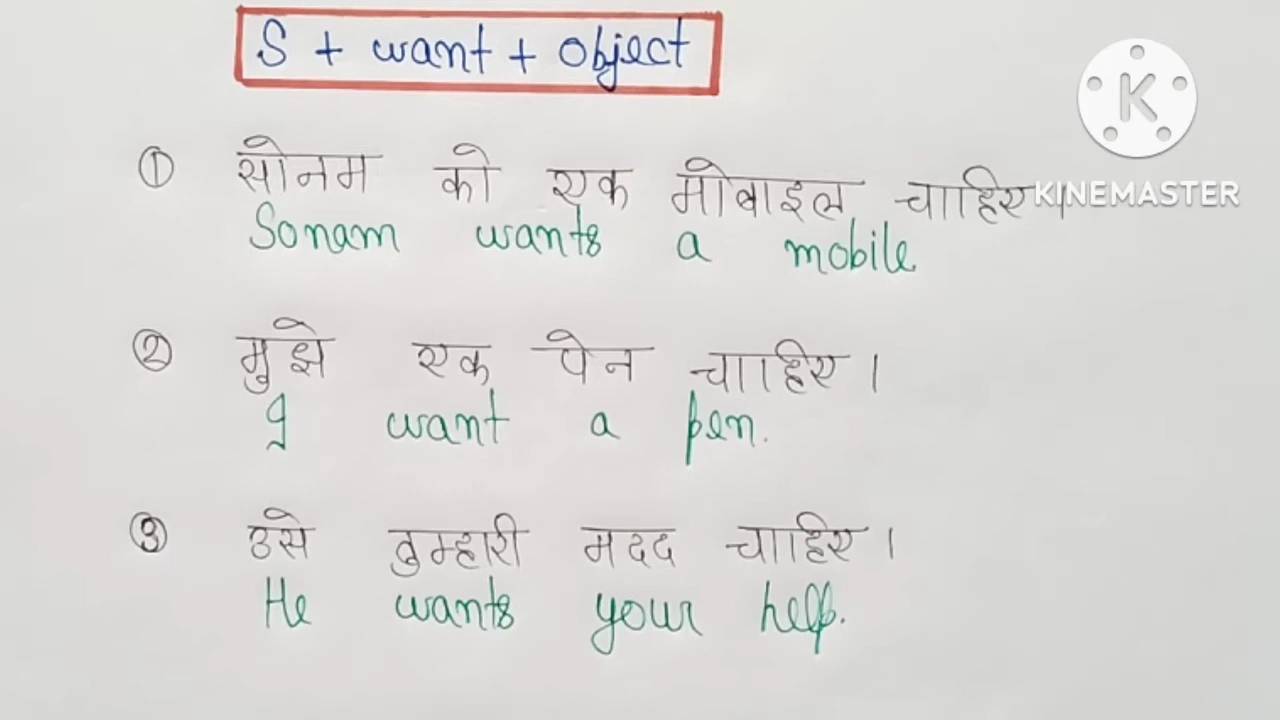 S + want + object
① सोनम को एक मोबाइल चाहिए ।
Sonam wants a mobile
② मुझे एक पेन चाहिए ।
I want a pen.
③ उसे तुम्हारी मदद चाहिए ।
He wants your help.
K
KINEMASTER